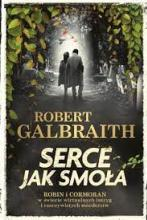 ROBERT
GALBRAITH
SERCE
JAK SMOŁA
ROBIN i CORMORAN
w świecie wirtualnych intryg
i rzeczywistych morderstw